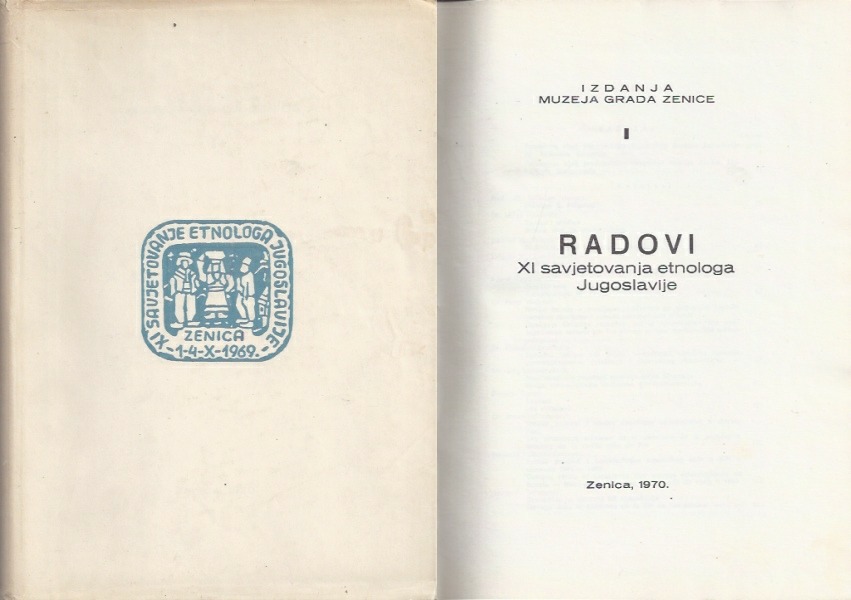 XI SAVJETOVANJE ETNOLOGA JUGOSLAVIJE
ZENICA
-1-4-X-1969.-
IZDANJA
MUZEJA GRADA ZENICE
I
RADOVI
XI savjetovanja etnologa
Jugoslavije
Zenica, 1970.